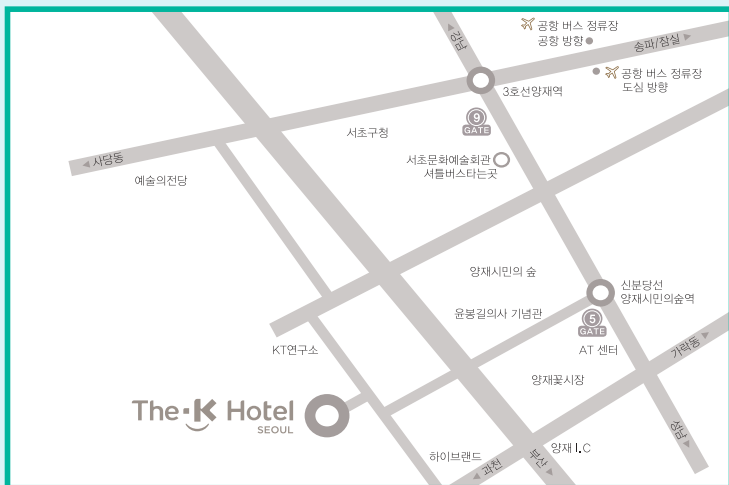 공항 버스 정류장
공항 방향
강남
송파/잠실
공항 버스 정류장
도심 방향
3호선양재역
9
GATE
서초구청
서초문화예술회관
셔틀버스타는곳
사당동
예술의전당
양재시민의 숲
신분당선
양재시민의숲역
윤봉길의사 기념관
5
GATE
KT연구소
AT 센터
가락동
양재꽃시장
The K Hotel
SEOUL
하이브랜드
양재 I.C
성남
과천
부산